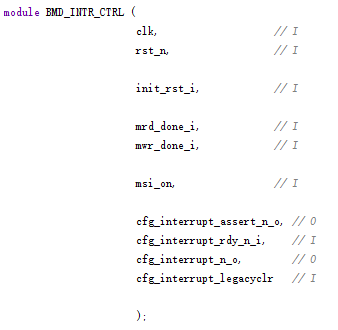 module BMD_INTR_CTRL (
clk, // I
rst_n, // I
init_rst_i, // I
mrd_done_i, // I
mwr_done_i, // I
msi_on, // I
cfg_interrupt_assert_n_o, // O
cfg_interrupt_rdy_n_i, // I
cfg_interrupt_n_o, // O
cfg_interrupt_legacyclr // I
);